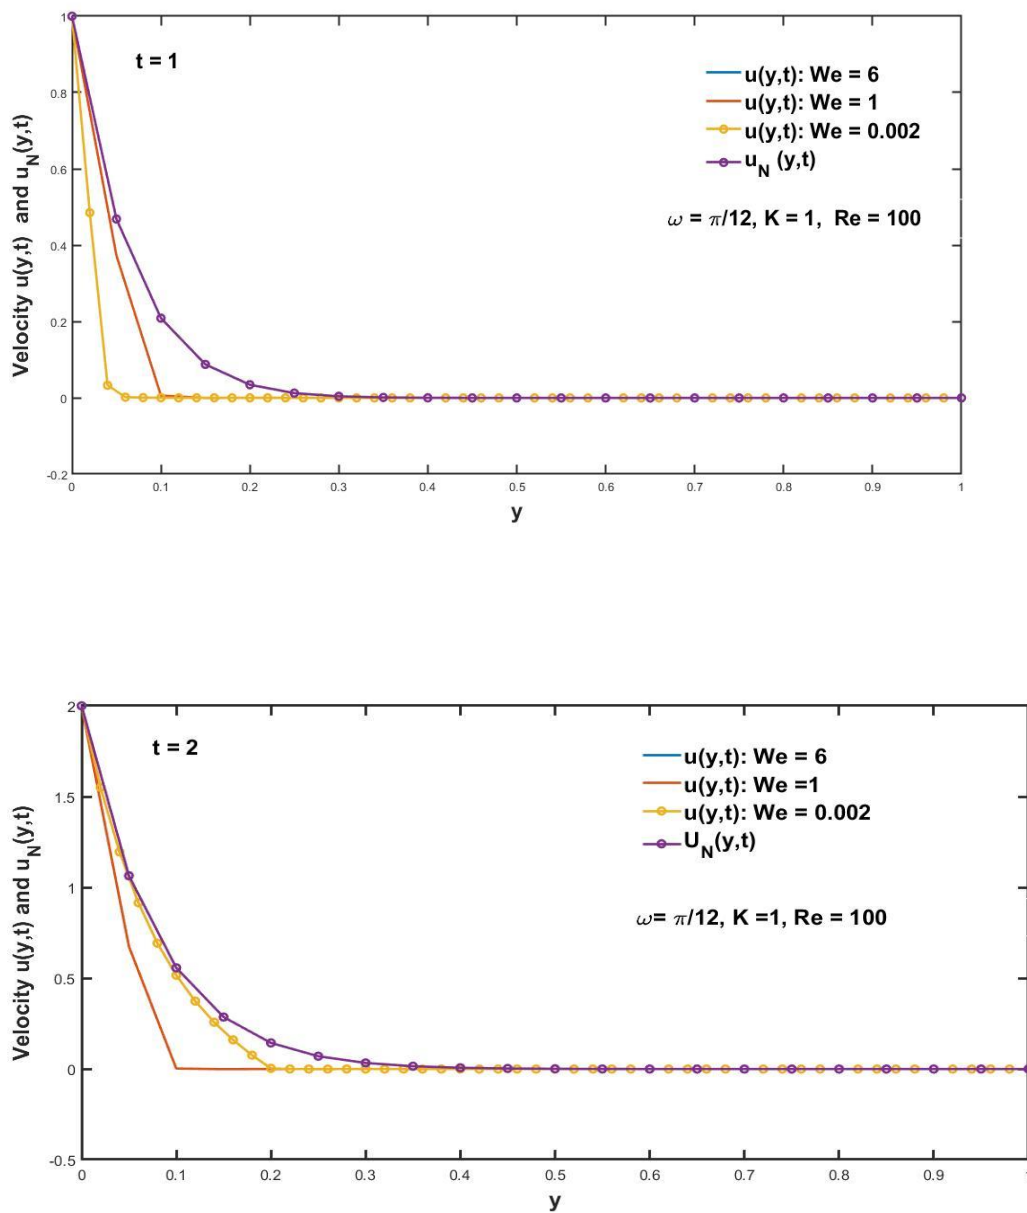 t = 1
u(y,t): We = 6
u(y,t): We = 1
u(y,t): We = 0.002
u_N (y,t)
ω = π/12, K = 1, Re = 100
Velocity u(y,t) and u_N(y,t)
1
0.8
0.6
0.4
0.2
0
-0.2
0 0.1 0.2 0.3 0.4 0.5 0.6 0.7 0.8 0.9 1
y
t = 2
u(y,t): We = 6
u(y,t): We =1
u(y,t): We = 0.002
U_N(y,t)
ω= π/12, K =1, Re = 100
Velocity u(y,t) and u_N(y,t)
2
1.5
1
0.5
0
-0.5
0 0.1 0.2 0.3 0.4 0.5 0.6 0.7 0.8 0.9
y